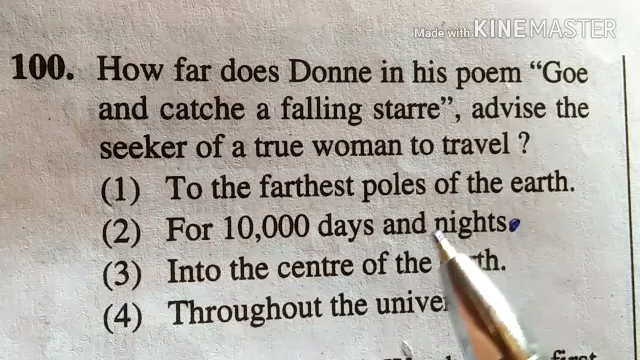 Made with KINEMASTER
100. How far does Donne in his poem “Goe
and catche a falling starre”, advise the
seeker of a true woman to travel ?
(1) To the farthest poles of the earth.
(2) For 10,000 days and nights.
(3) Into the centre of the
(4) Throughout the
first